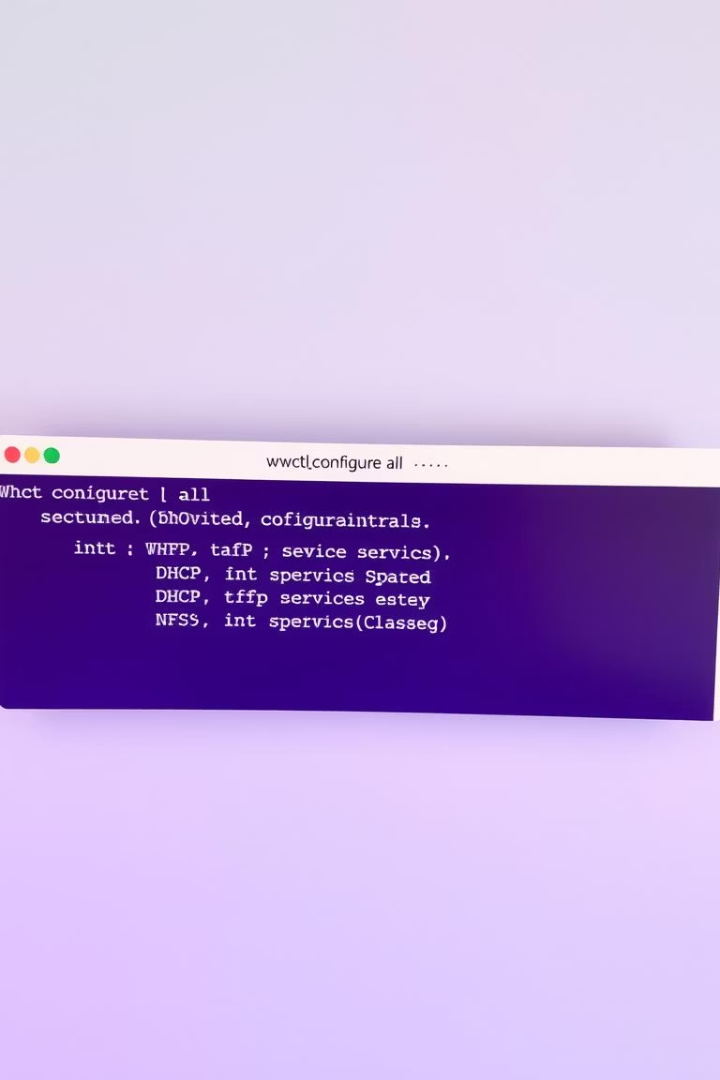 wwctl configure all .....
Whct coniguret l all
sectumed. (bhOvited, cofiguraintrals.
intt : WHFP, tafP ; sevice servics).
DHCP, int spervics Spated
DHCP, tffp services estey
NFSS, int spervics(Classeg)